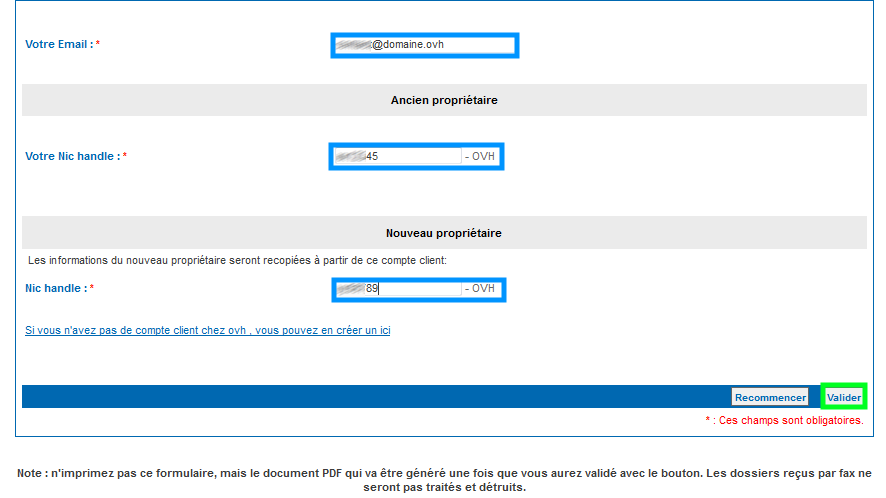 Votre Email : * @domaine.ovh
Ancien propriétaire
Votre Nic handle : * 45 - OVH
Nouveau propriétaire
Les informations du nouveau propriétaire seront recopiées à partir de ce compte client:
Nic handle : * 89 - OVH
Si vous n'avez pas de compte client chez ovh , vous pouvez en créer un ici
Recommencer Valider
* : Ces champs sont obligatoires.
Note : n'imprimez pas ce formulaire, mais le document PDF qui va être généré une fois que vous aurez validé avec le bouton. Les dossiers reçus par fax ne
seront pas traités et détruits.